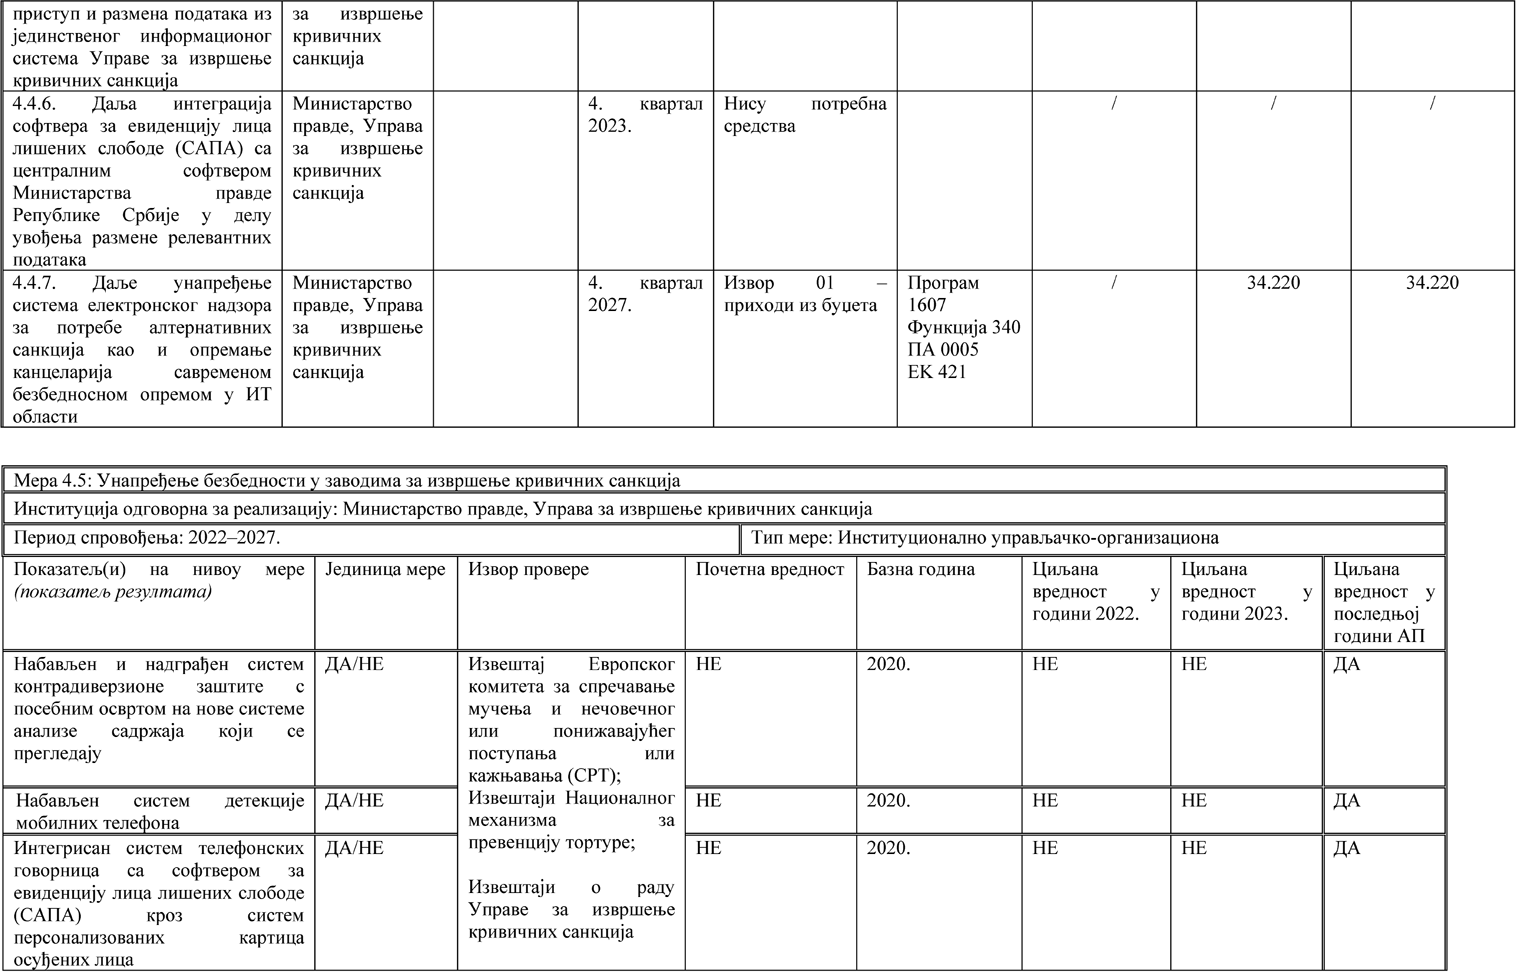 приступ и размена података из
јединственог информационог
система Управе за извршење
кривичних санкција
за извршење
кривичних
санкција
4.4.6. Даља интеграција
софтвера за евиденцију лица
лишених слободе (САПА) са
централним софтвером
Министарства правде
Републике Србије у делу
увођења размене релевантних
података
Министарство
правде, Управа
за извршење
кривичних
санкција
4. квартал
2023.
Нису потребна
средства
/
/
/
4.4.7. Даље унапређење
система електронског надзора
за потребе алтернативних
санкција као и опремање
канцеларија савременом
безбедносном опремом у ИТ
области
Министарство
правде, Управа
за извршење
кривичних
санкција
4. квартал
2027.
Извор 01 –
приходи из буџета
Програм
1607
Функција 340
ПА 0005
ЕК 421
/
34.220
34.220
Мера 4.5: Унапређење безбедности у заводима за извршење кривичних санкција
Институција одговорна за реализацију: Министарство правде, Управа за извршење кривичних санкција
Период спровођења: 2022–2027.
Тип мере: Институционално управљачко-организациона
Показатељ(и) на нивоу мере
(показатељ резултата)
Јединица мере
Извор провере
Почетна вредност
Базна година
Циљана
вредност у
години 2022.
Циљана
вредност у
години 2023.
Циљана
вредност у
последњој
години АП
Набављен и надграђен систем
контрадиверзионе заштите с
посебним освртом на нове системе
анализе садржаја који се
прегледају
ДА/НЕ
Извештај Европског
комитета за спречавање
мучења и нечовечног
или понижавајућег
поступања или
кажњавања (CPT);
Извештаји Националног
механизма за
превенцију тортуре;
Извештаји о раду
Управе за извршење
кривичних санкција
НЕ
2020.
НЕ
НЕ
ДА
Набављен систем детекције
мобилних телефона
ДА/НЕ
НЕ
2020.
НЕ
НЕ
ДА
Интегрисан систем телефонских
говорница са софтвером за
евиденцију лица лишених слободе
(САПА) кроз систем
персонализованих картица
осуђених лица
ДА/НЕ
НЕ
2020.
НЕ
НЕ
ДА